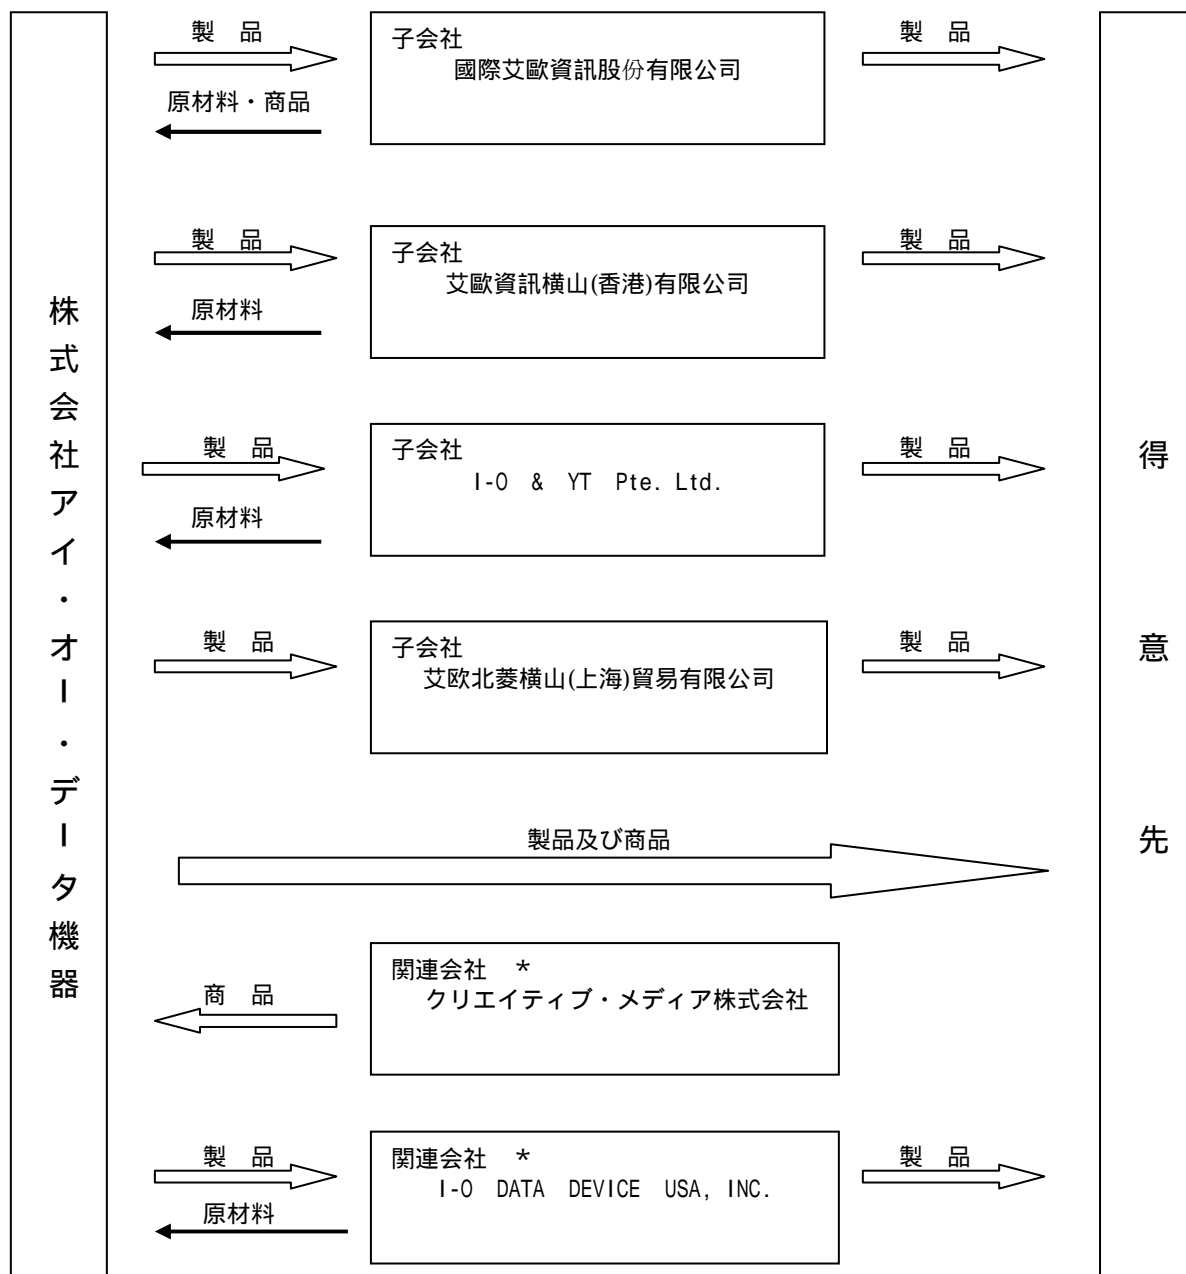 株式会社アイ・オー・データ機器
製 品
原材料・商品
子会社
國際艾歐資訊股份有限公司
製 品
製 品
原材料
子会社
艾歐資訊横山(香港)有限公司
製 品
製 品
原材料
子会社
I-O & YT Pte. Ltd.
製 品
製 品
子会社
艾欧北菱横山(上海)貿易有限公司
製 品
製品及び商品
商 品
関連会社 *
クリエイティブ・メディア株式会社
製 品
原材料
関連会社 *
I-O DATA DEVICE USA, INC.
製 品
得意先